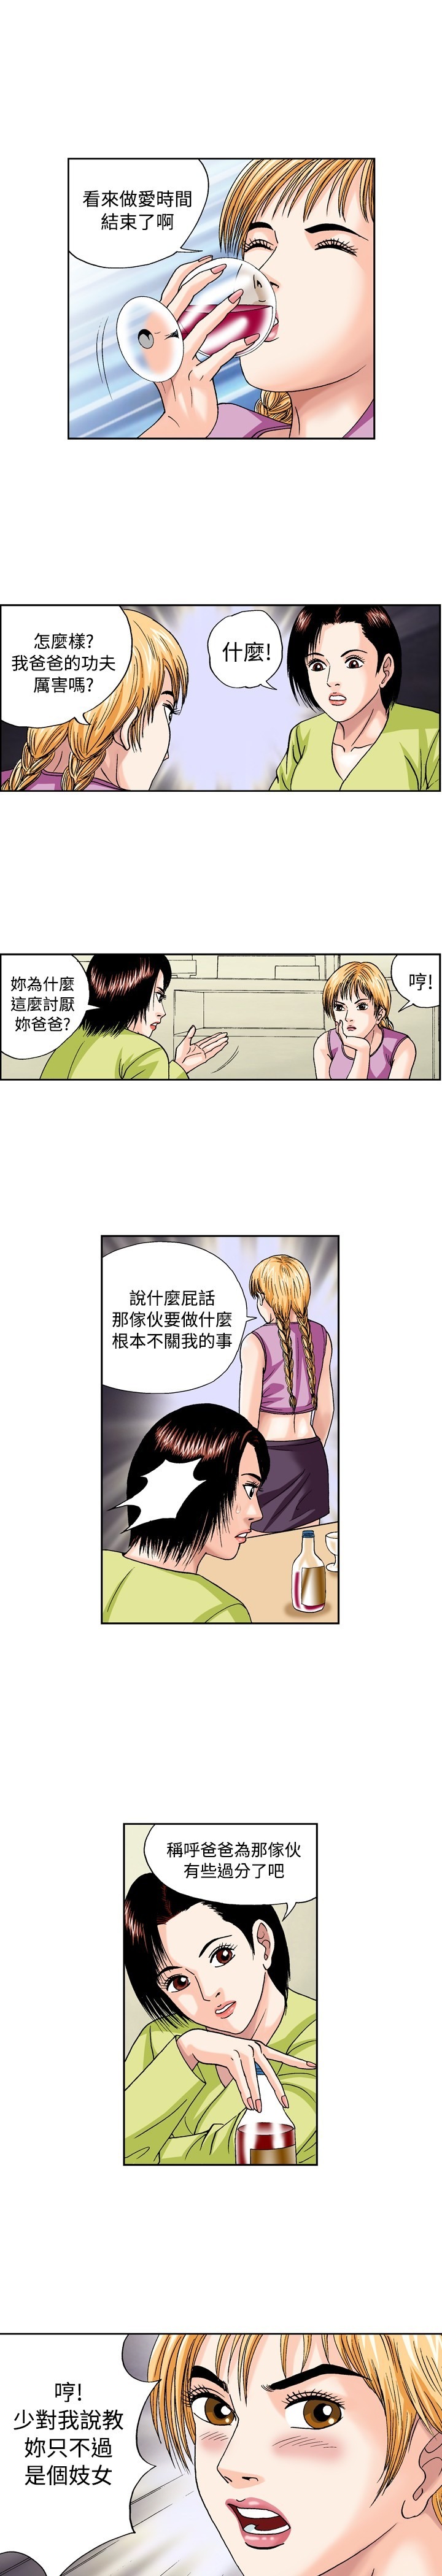 看來做愛時間
結束了啊
怎麼樣?
我爸爸的功夫
厲害嗎?
什麼!
妳為什麼
這麼討厭
妳爸爸?
哼!
說什麼屁話
那傢伙要做什麼
根本不關我的事
稱呼爸爸為那傢伙
有些過分了吧
哼!
少對我說教
妳只不過
是個妓女